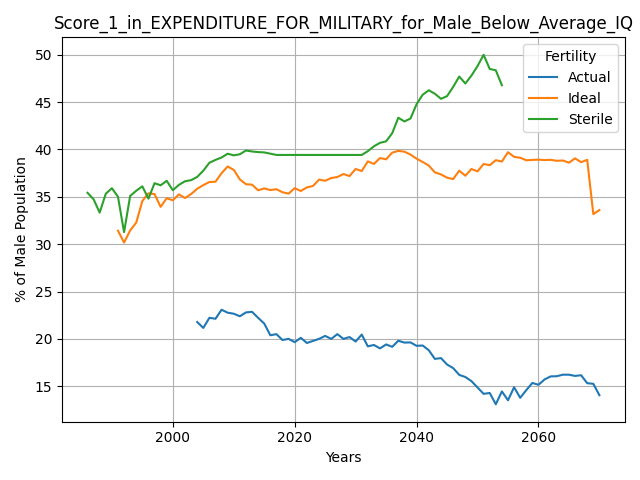 Score_1_in_EXPENDITURE_FOR_MILITARY_for_Male_Below_Average_IQ
Fertility
Actual
Ideal
Sterile
% of Male Population
50
45
40
35
30
25
20
15
2000
2020
2040
2060
Years